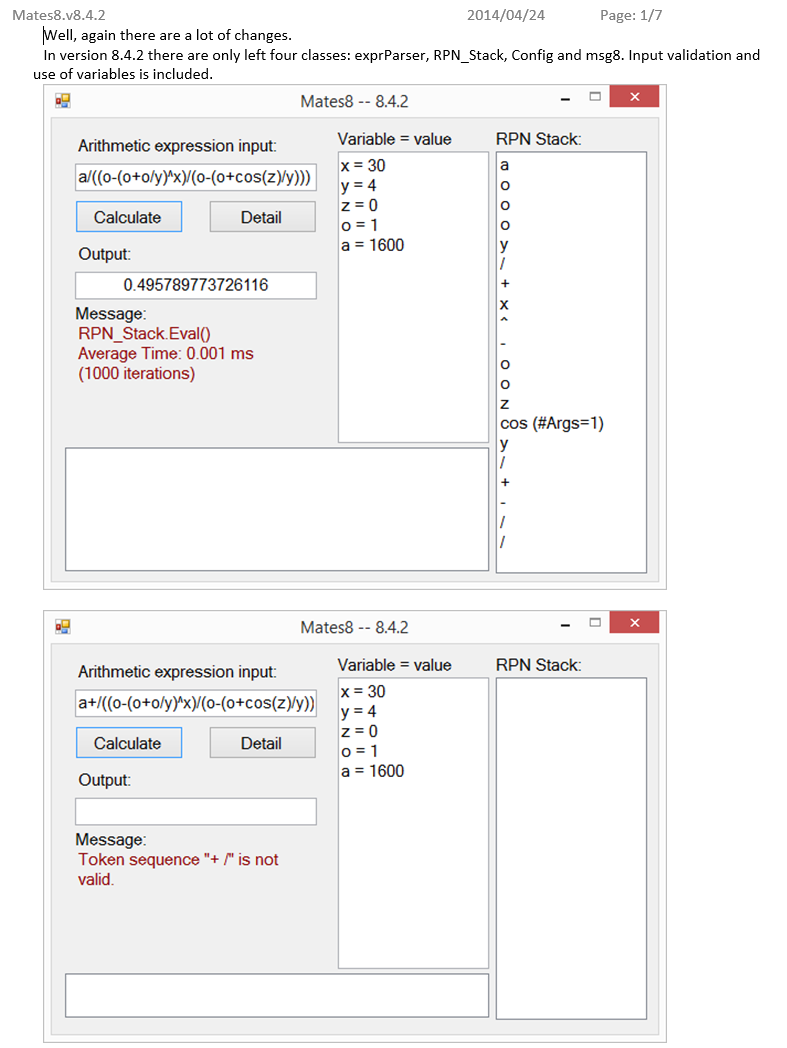 Mates8.v8.4.2 2014/04/24 Page: 1/7
Well, again there are a lot of changes.
In version 8.4.2 there are only left four classes: exprParser, RPN_Stack, Config and msg8. Input validation and
use of variables is included.
Mates8 -- 8.4.2
Arithmetic expression input:
a/((o-(o+o/y)^x)/(o-(o+cos(z)/y)))
Calculate Detail
Output:
0.495789773726116
Message:
RPN_Stack.Eval()
Average Time: 0.001 ms
(1000 iterations)
Variable = value
x = 30
y = 4
z = 0
o = 1
a = 1600
RPN Stack:
a
o
o
o
y
/
+
x
^
-
o
o
z
cos (#Args=1)
y
/
+
-
/
/
Mates8 -- 8.4.2
Arithmetic expression input:
a+/((o-(o+o/y)^x)/(o-(o+cos(z)/y))
Calculate Detail
Output:
Message:
Token sequence "+ /" is not
valid.
Variable = value
x = 30
y = 4
z = 0
o = 1
a = 1600
RPN Stack: